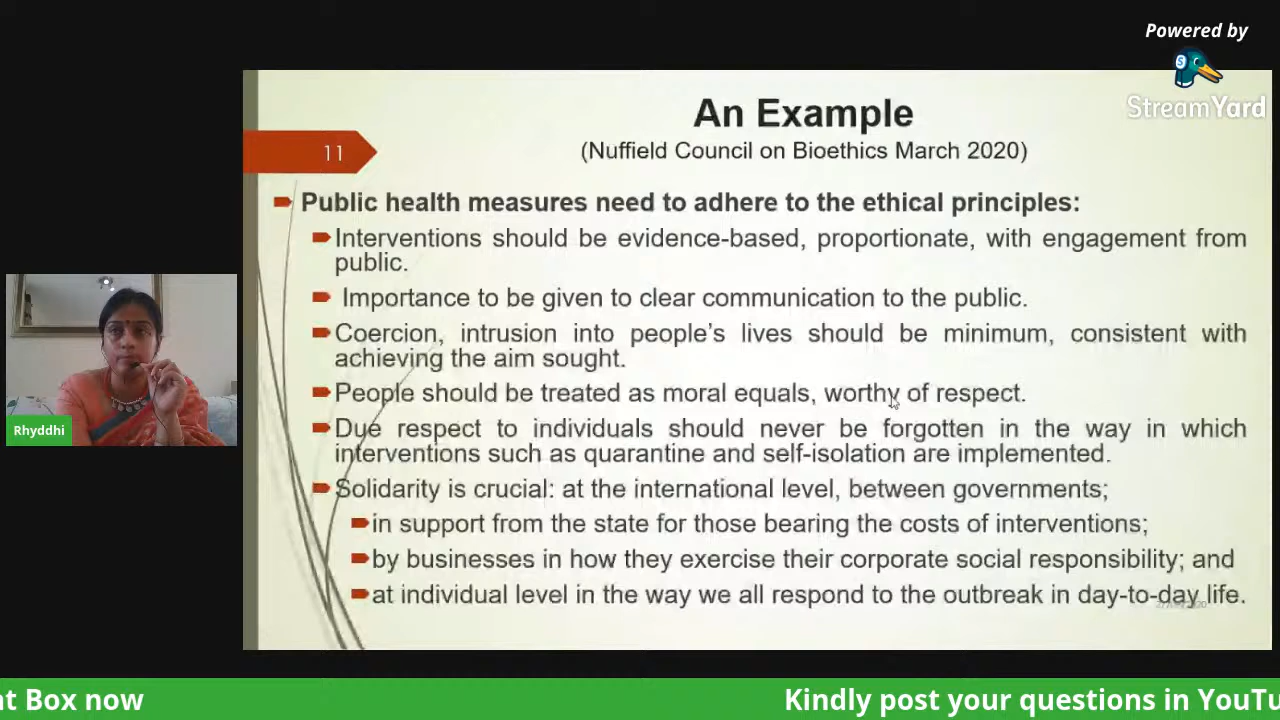 Powered by
StreamYard
An Example
(Nuffield Council on Bioethics March 2020)
11
Public health measures need to adhere to the ethical principles:
Interventions should be evidence-based, proportionate, with engagement from
public.
Importance to be given to clear communication to the public.
Coercion, intrusion into people's lives should be minimum, consistent with
achieving the aim sought.
People should be treated as moral equals, worthy of respect.
Due respect to individuals should never be forgotten in the way in which
interventions such as quarantine and self-isolation are implemented.
Solidarity is crucial: at the international level, between governments;
in support from the state for those bearing the costs of interventions;
by businesses in how they exercise their corporate social responsibility; and
at individual level in the way we all respond to the outbreak in day-to-day life.
Rhyddhi
at Box now
Kindly post your questions in YouTu